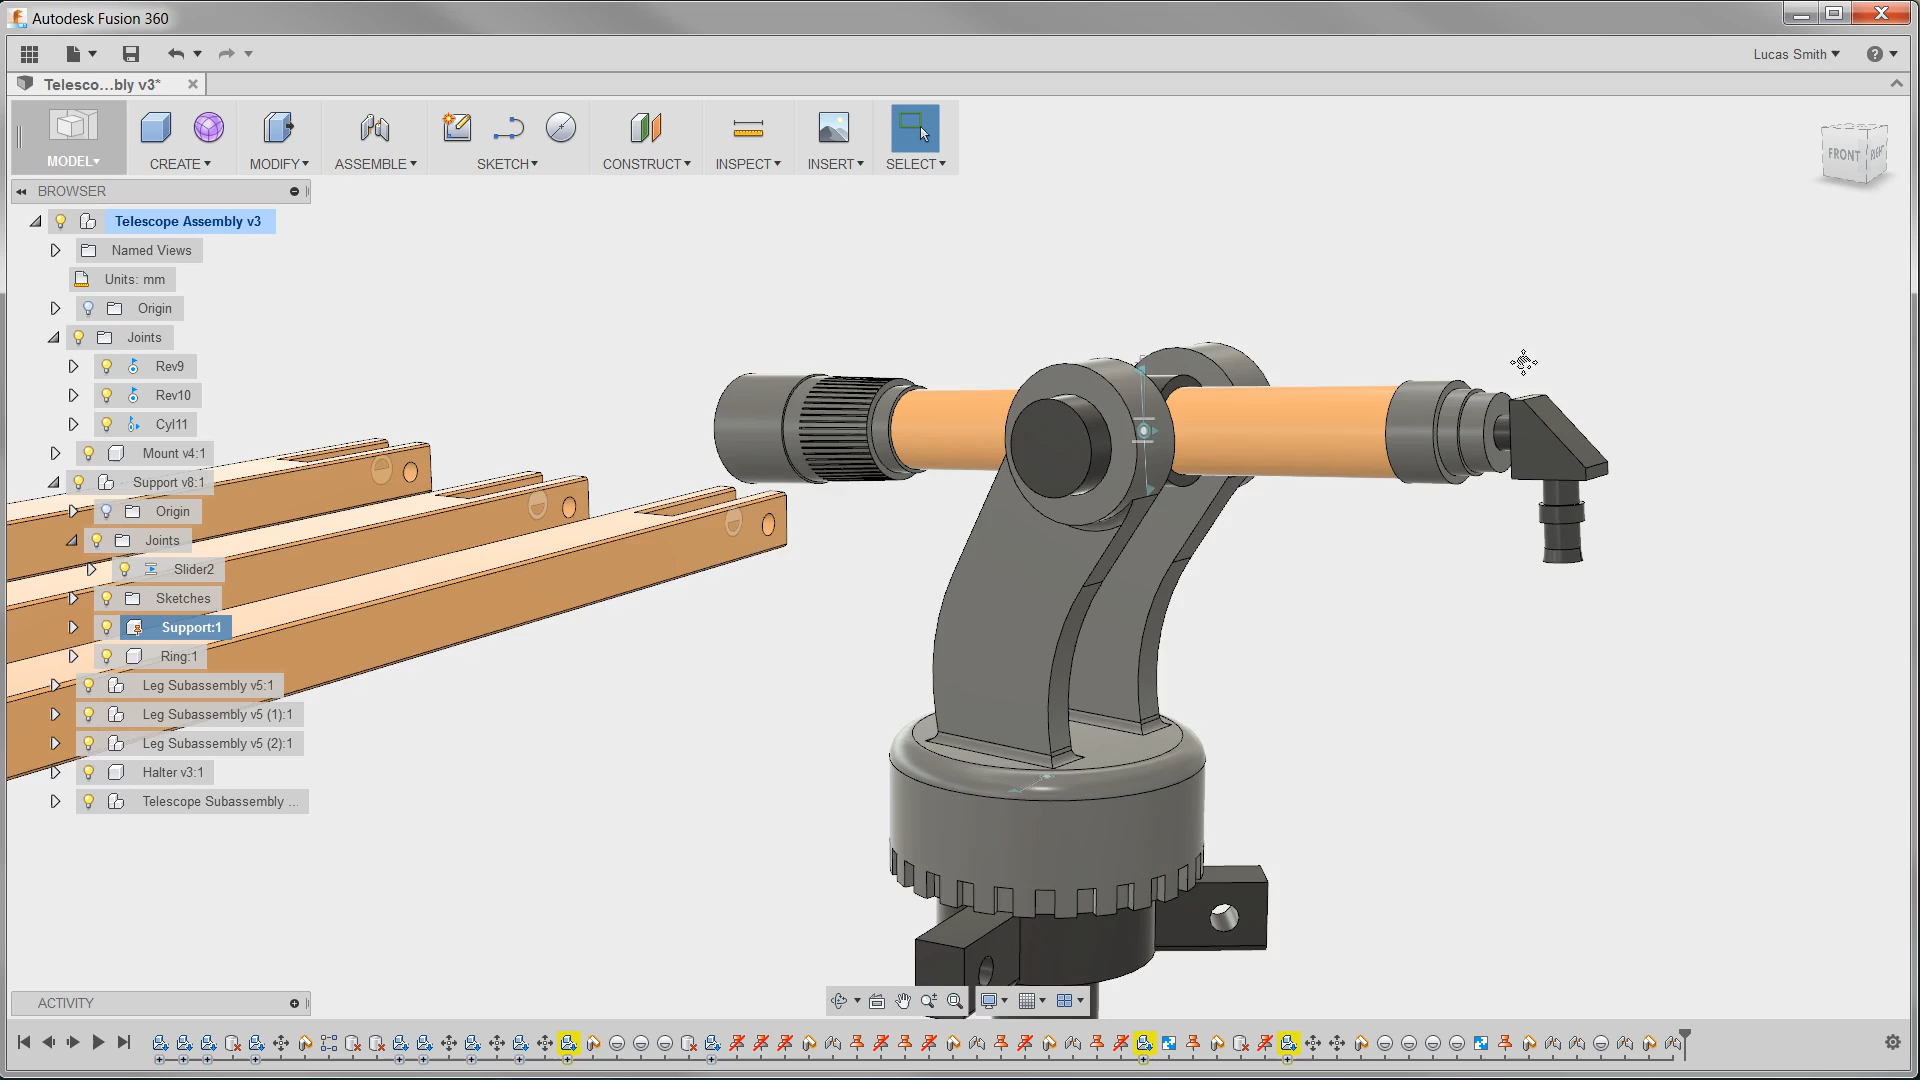 Autodesk Fusion 360
Lucas Smith
Telesco...bly v3*
MODEL
CREATE
MODIFY
ASSEMBLE
SKETCH
CONSTRUCT
INSPECT
INSERT
SELECT
FRONT
RIGHT
BROWSER
Telescope Assembly v3
Named Views
Units: mm
Origin
Joints
Rev9
Rev10
Cyl11
Mount v4:1
Support v8:1
Origin
Joints
Slider2
Sketches
Support:1
Ring:1
Leg Subassembly v5:1
Leg Subassembly v5 (1):1
Leg Subassembly v5 (2):1
Halter v3:1
Telescope Subassembly ...
ACTIVITY